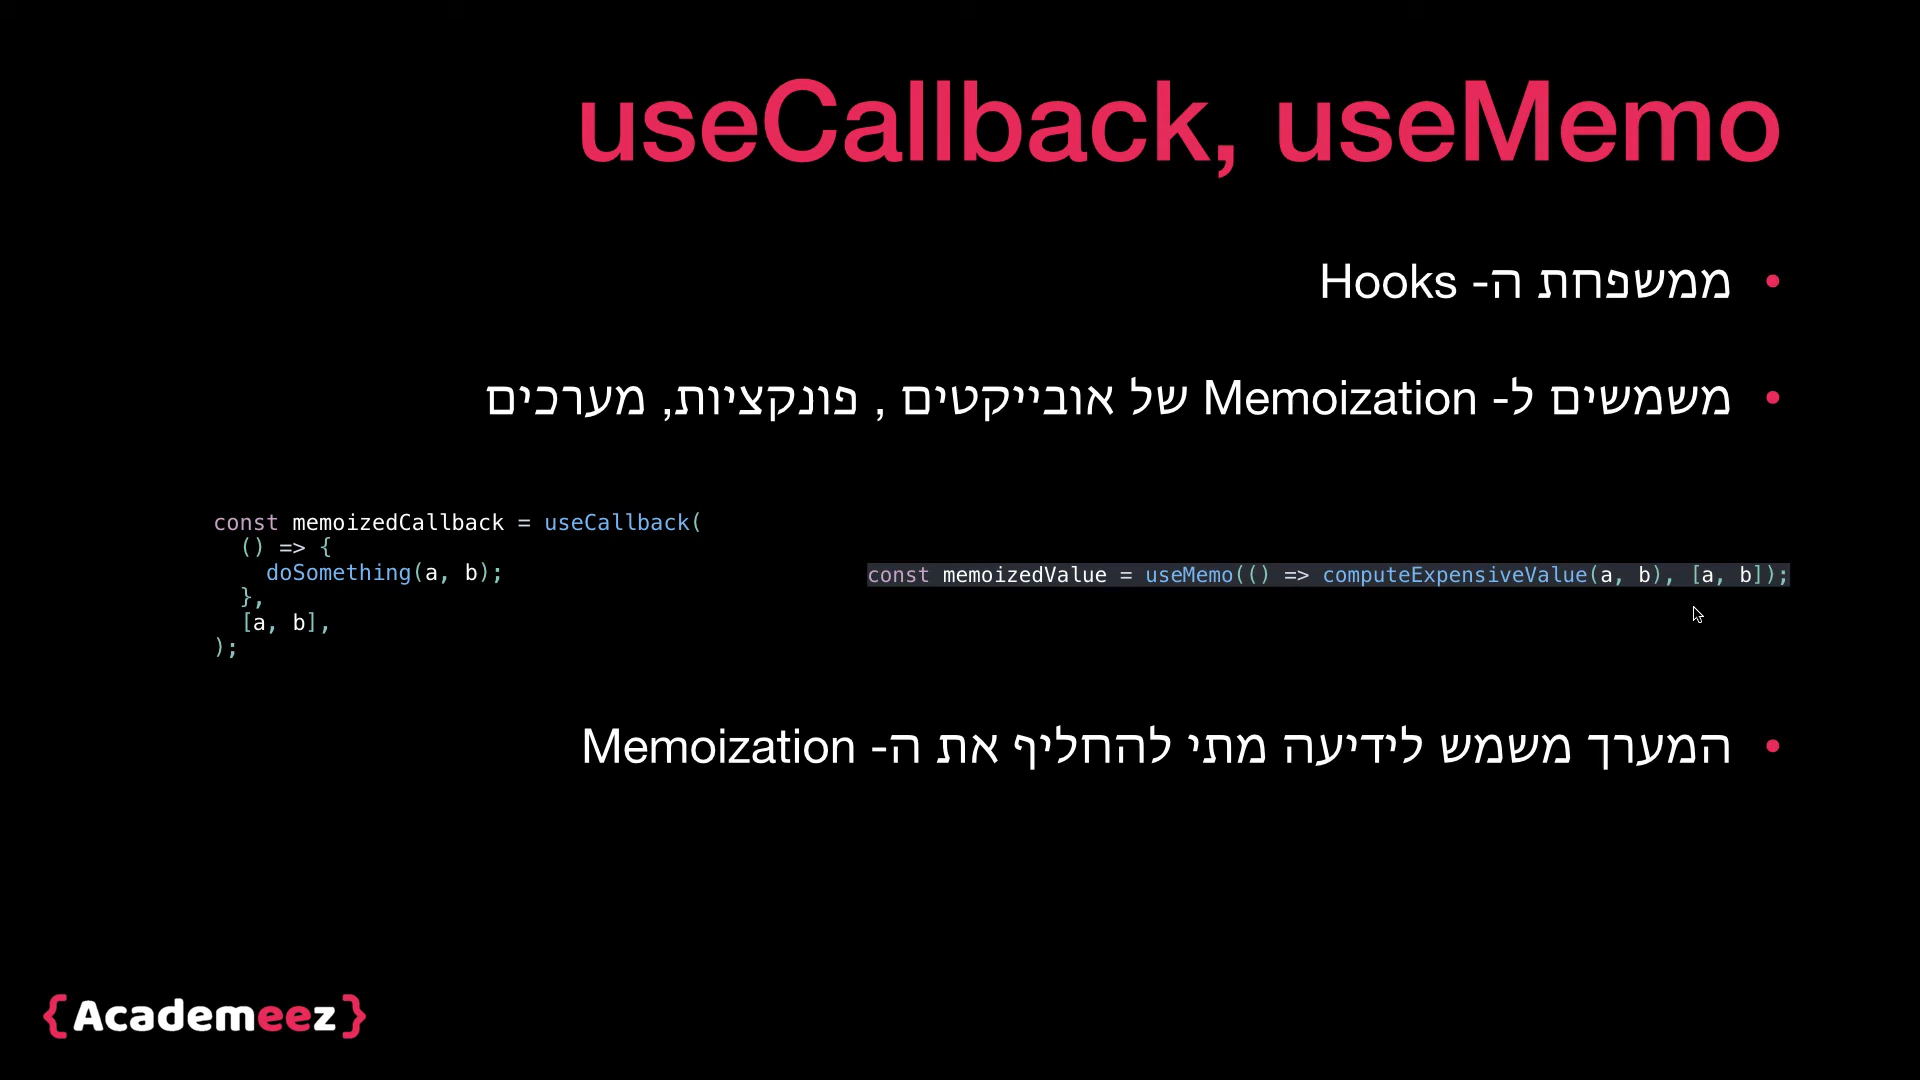 useCallback, useMemo
• ממשפחת ה- Hooks
• משמשים ל- Memoization של אובייקטים , פונקציות, מערכים
const memoizedCallback = useCallback(
  () => {
    doSomething(a, b);
  },
  [a, b],
);
const memoizedValue = useMemo(() => computeExpensiveValue(a, b), [a, b]);
• המערך משמש לידיעה מתי להחליף את ה- Memoization
{Academeez}